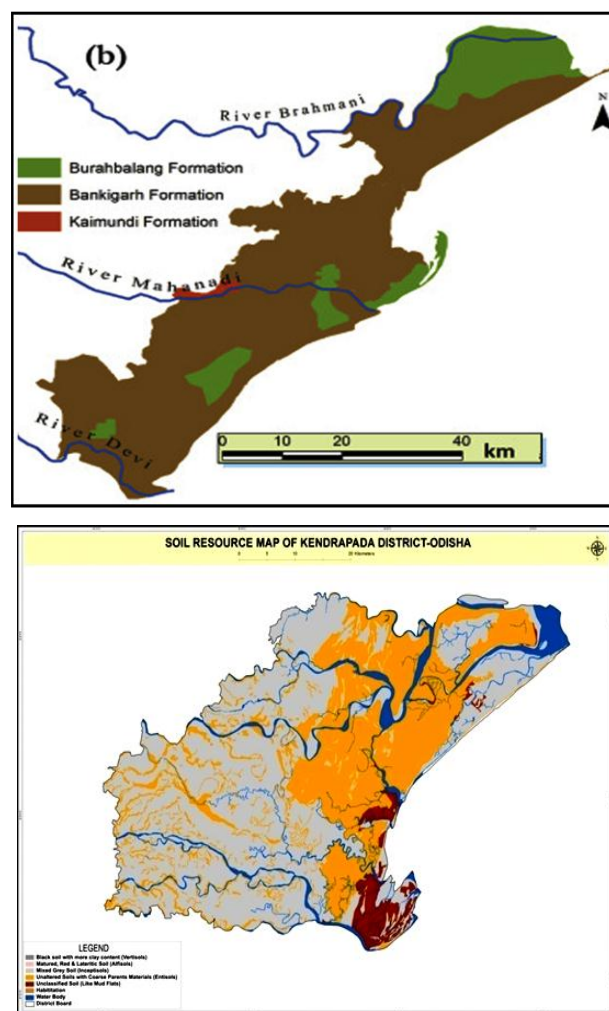 (b)
River Brahmani
N
Burahbalang Formation
Bankigarh Formation
Kaimundi Formation
River Mahanadi
River Devi
0 10 20 40 km
SOIL RESOURCE MAP OF KENDRAPADA DISTRICT-ODISHA
LEGEND
Black soil with more clay content (Vertisols)
Matured, Red & Lateritic Soil (Alfisols)
Mixed Grey Soil (Inceptisols)
Unaltered Soils with Coarse Parents Materials (Entisols)
Unclassified Soil (Like Mud Flats)
Habitation
Water Body
District Board